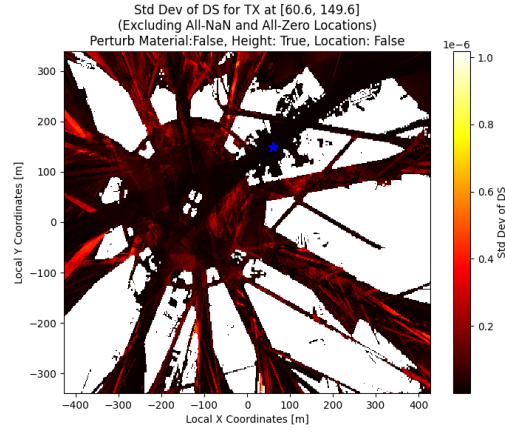 Std Dev of DS for TX at [60.6, 149.6]
(Excluding All-NaN and All-Zero Locations)
Perturb Material:False, Height: True, Location: False
1e-6
300
200
100
0
−100
−200
−300
Local Y Coordinates [m]
−400 −300 −200 −100 0 100 200 300 400
Local X Coordinates [m]
1.0
0.8
0.6
0.4
0.2
Std Dev of DS